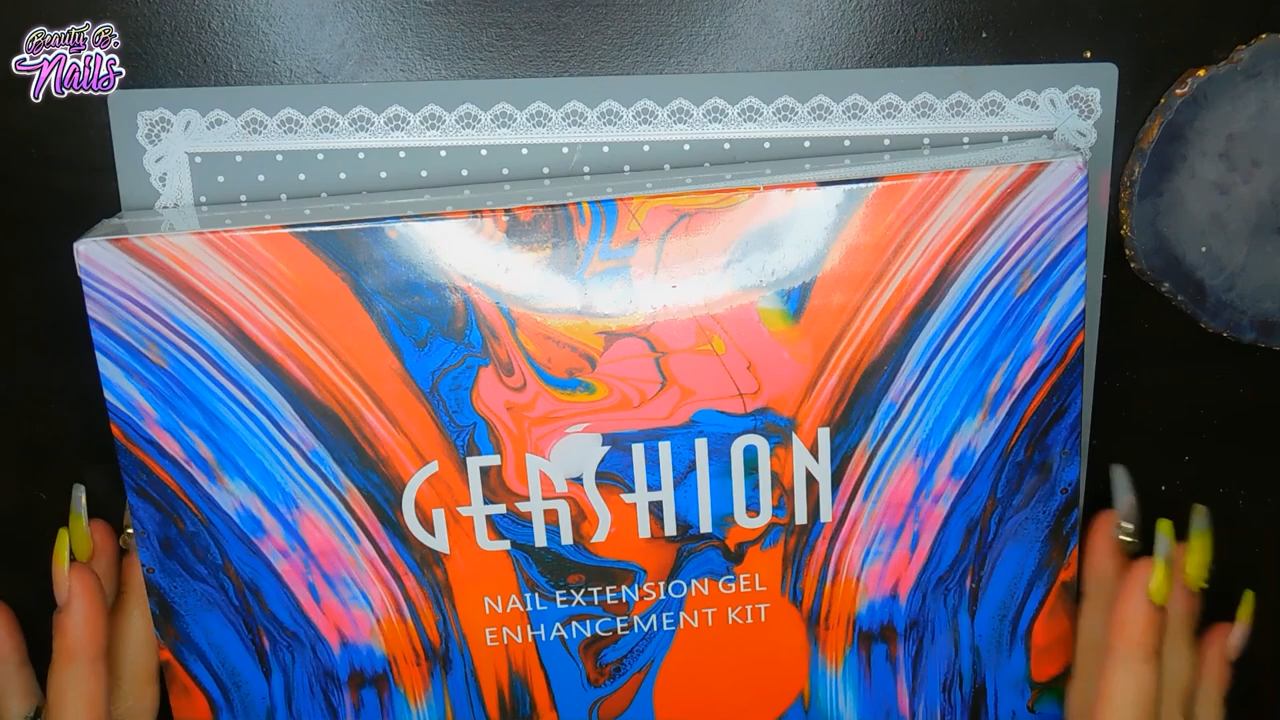 Beauty B.
Nails
GERSHION
NAIL EXTENSION GEL
ENHANCEMENT KIT